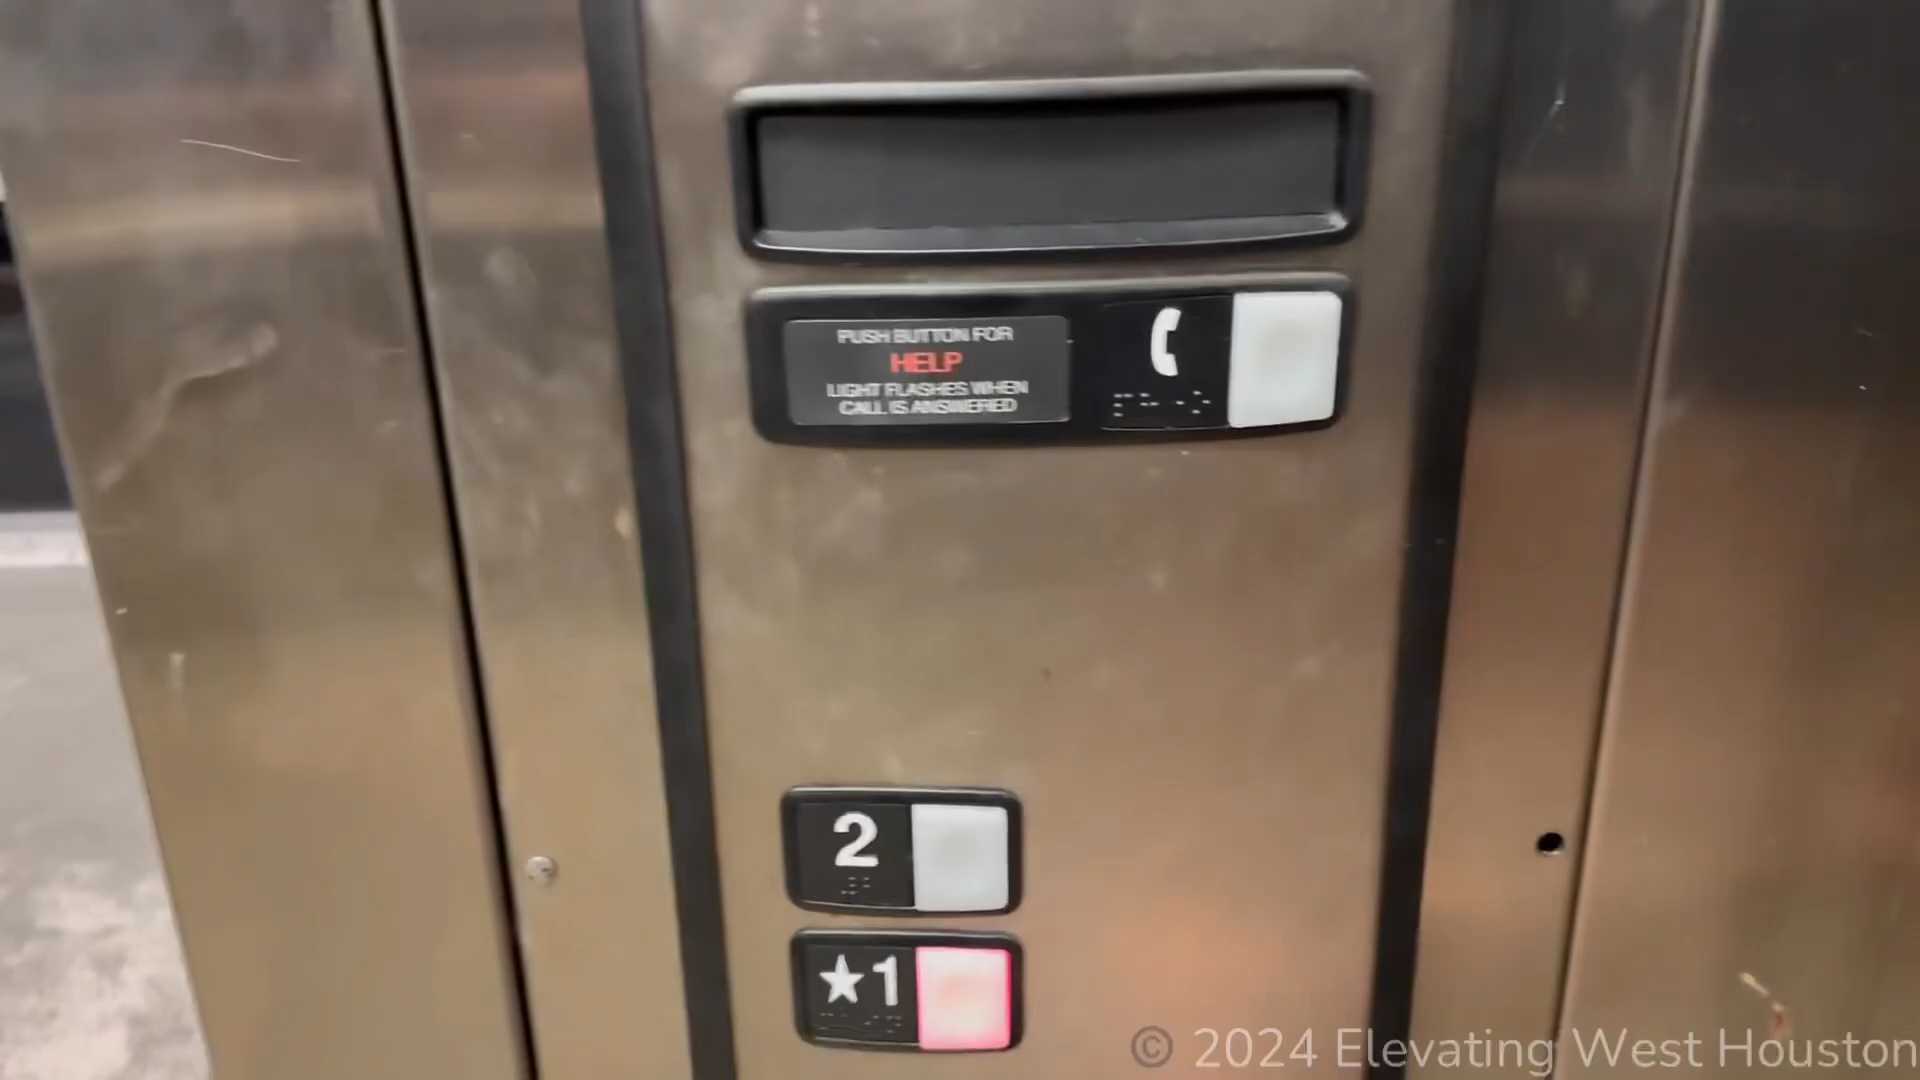 PUSH BUTTON FOR
HELP
LIGHT FLASHES WHEN
CALL IS ANSWERED
2
★1
© 2024 Elevating West Houston